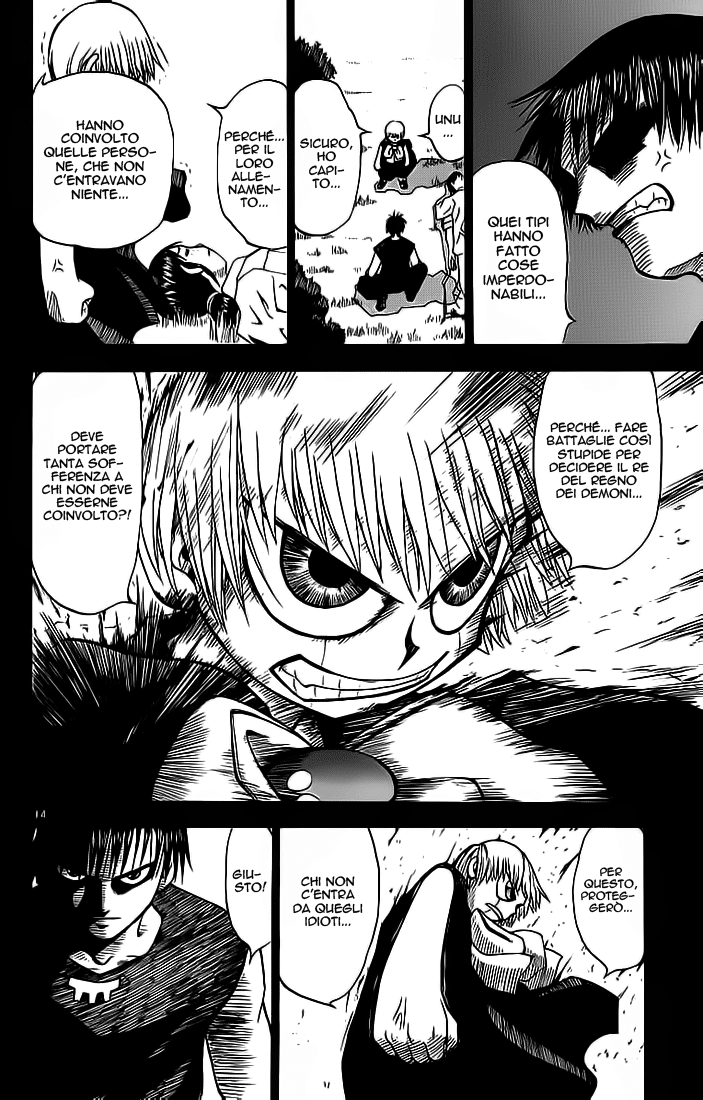 QUEI TIPI
HANNO
FATTO
COSE
IMPERDO-
NABILI...
UNU
...
SICURO,
HO
CAPI-
TO...
PERCHÉ...
PER IL
LORO
ALLE-
NAMEN-
TO...
HANNO
COINVOLTO
QUELLE PERSO-
NE, CHE NON
C'ENTRAVANO
NIENTE...
PERCHÉ... FARE
BATTAGLIE COSÌ
STUPIDE PER
DECIDERE IL RE
DEL REGNO
DEI DEMONI...
DEVE
PORTARE
TANTA SOF-
FERENZA A
CHI NON DEVE
ESSERNE
COINVOLTO?!
PER
QUESTO,
PROTEG-
GERÒ...
CHI NON
C'ENTRA
DA QUEGLI
IDIOTI...
GIU-
STO!
14